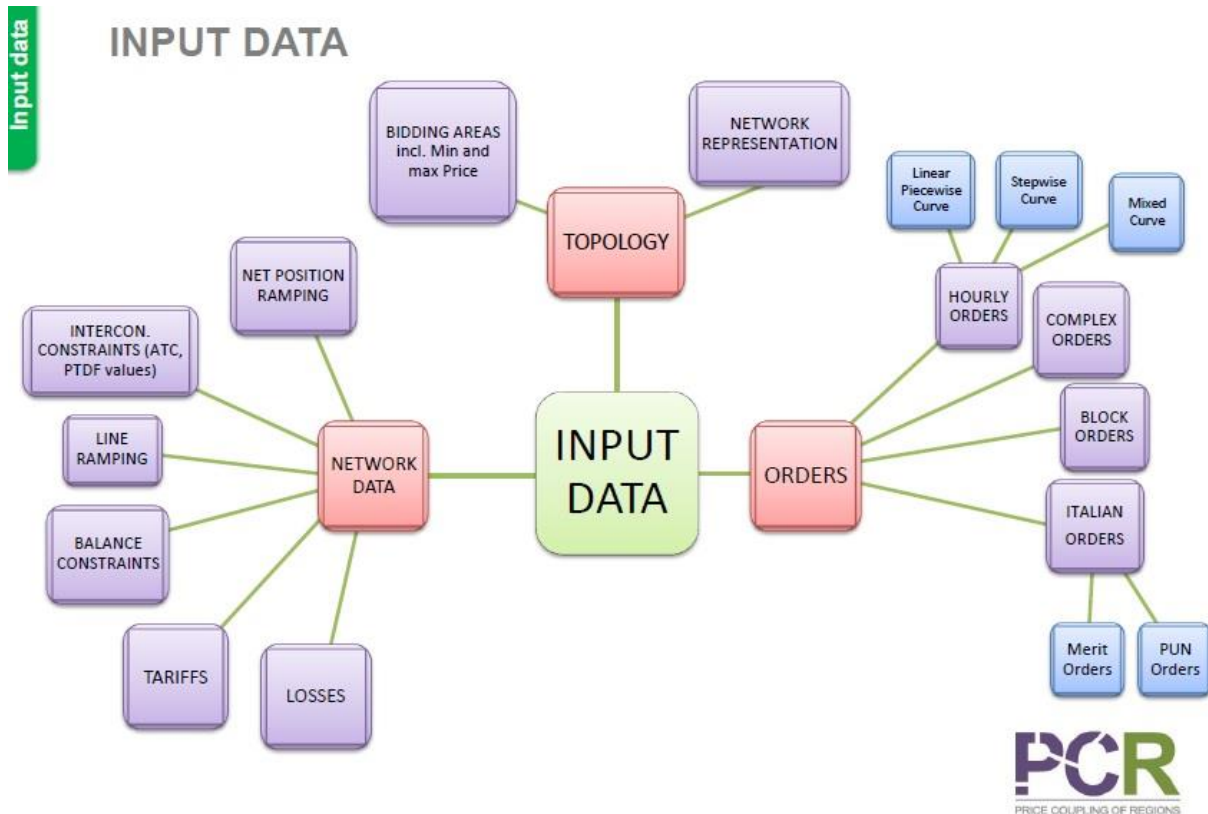 Input data
INPUT DATA
BIDDING AREAS
incl. Min and
max Price
NETWORK
REPRESENTATION
TOPOLOGY
Linear
Piecewise
Curve
Stepwise
Curve
Mixed
Curve
HOURLY
ORDERS
COMPLEX
ORDERS
BLOCK
ORDERS
ITALIAN
ORDERS
Merit
Orders
PUN
Orders
ORDERS
INPUT
DATA
NETWORK
DATA
NET POSITION
RAMPING
INTERCON.
CONSTRAINTS (ATC,
PTDF values)
LINE
RAMPING
BALANCE
CONSTRAINTS
TARIFFS
LOSSES
PCR
PRICE COUPLING OF REGIONS